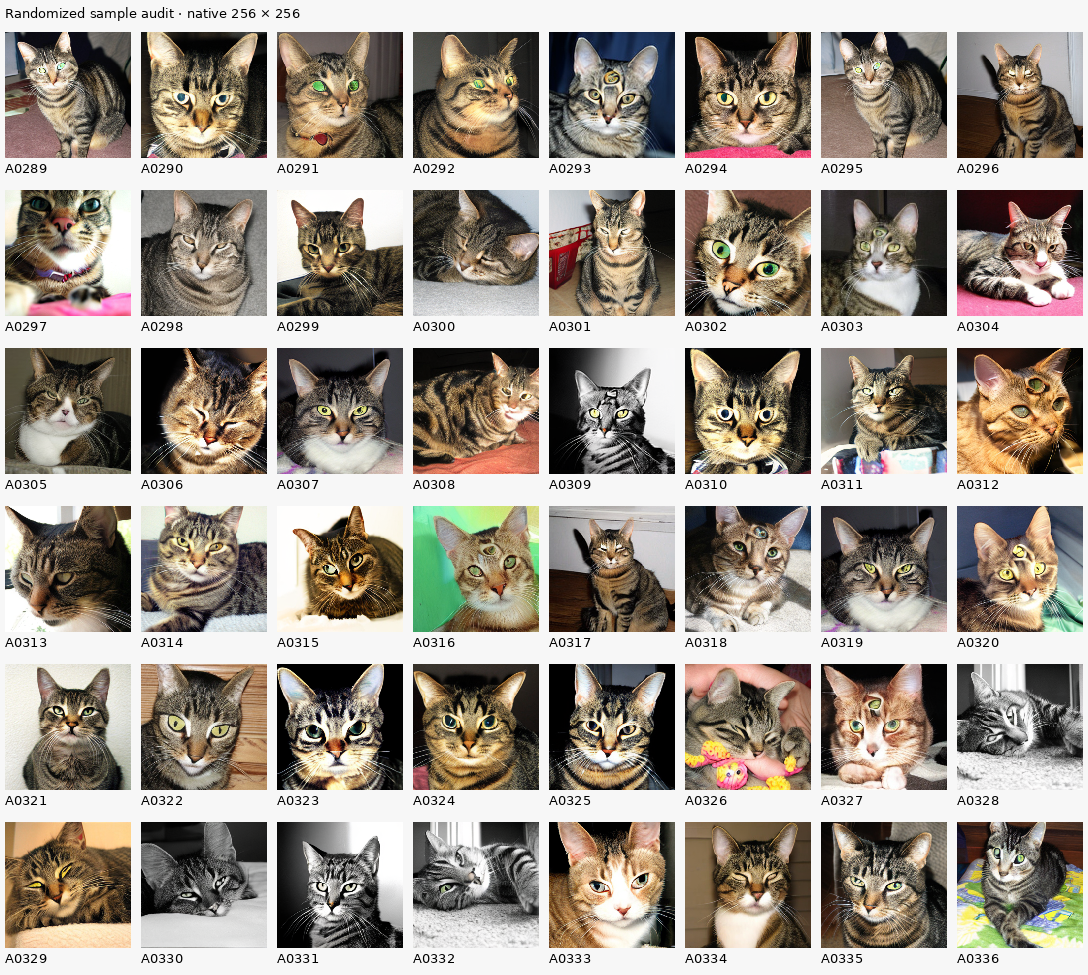 Randomized sample audit · native 256 × 256
A0289 A0290 A0291 A0292 A0293 A0294 A0295 A0296
A0297 A0298 A0299 A0300 A0301 A0302 A0303 A0304
A0305 A0306 A0307 A0308 A0309 A0310 A0311 A0312
A0313 A0314 A0315 A0316 A0317 A0318 A0319 A0320
A0321 A0322 A0323 A0324 A0325 A0326 A0327 A0328
A0329 A0330 A0331 A0332 A0333 A0334 A0335 A0336